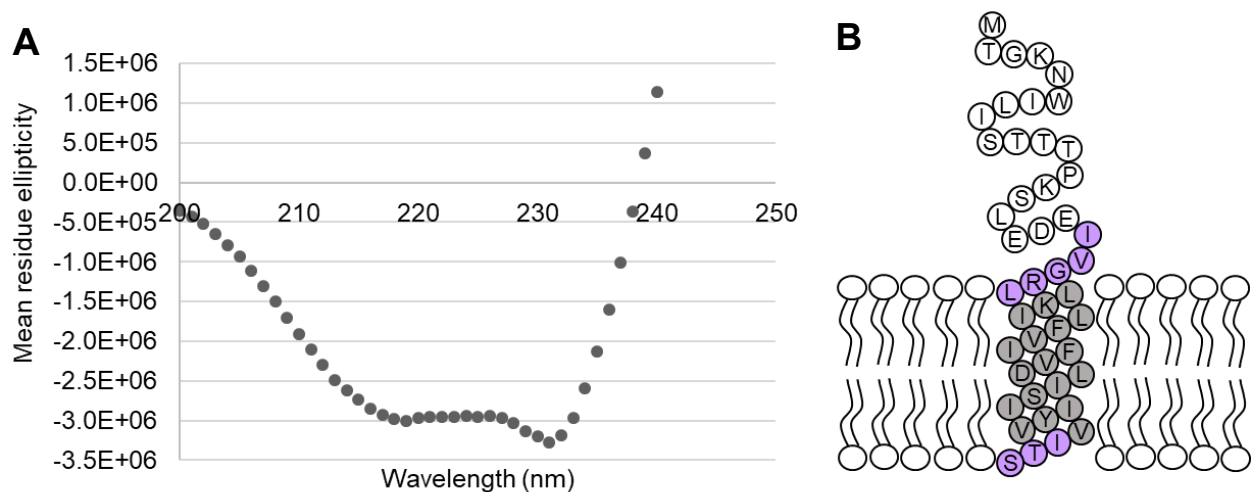 A
Mean residue ellipticity
1.5E+06
1.0E+06
5.0E+05
0.0E+00
-5.0E+05
-1.0E+06
-1.5E+06
-2.0E+06
-2.5E+06
-3.0E+06
-3.5E+06
200 210 220 230 240 250
Wavelength (nm)
B
M
T G K
N
I L I W
S T T T
P
S K
L
E D E
L R G V I
I K L
I V F L
D V F
I S I L
V Y I
S T I V